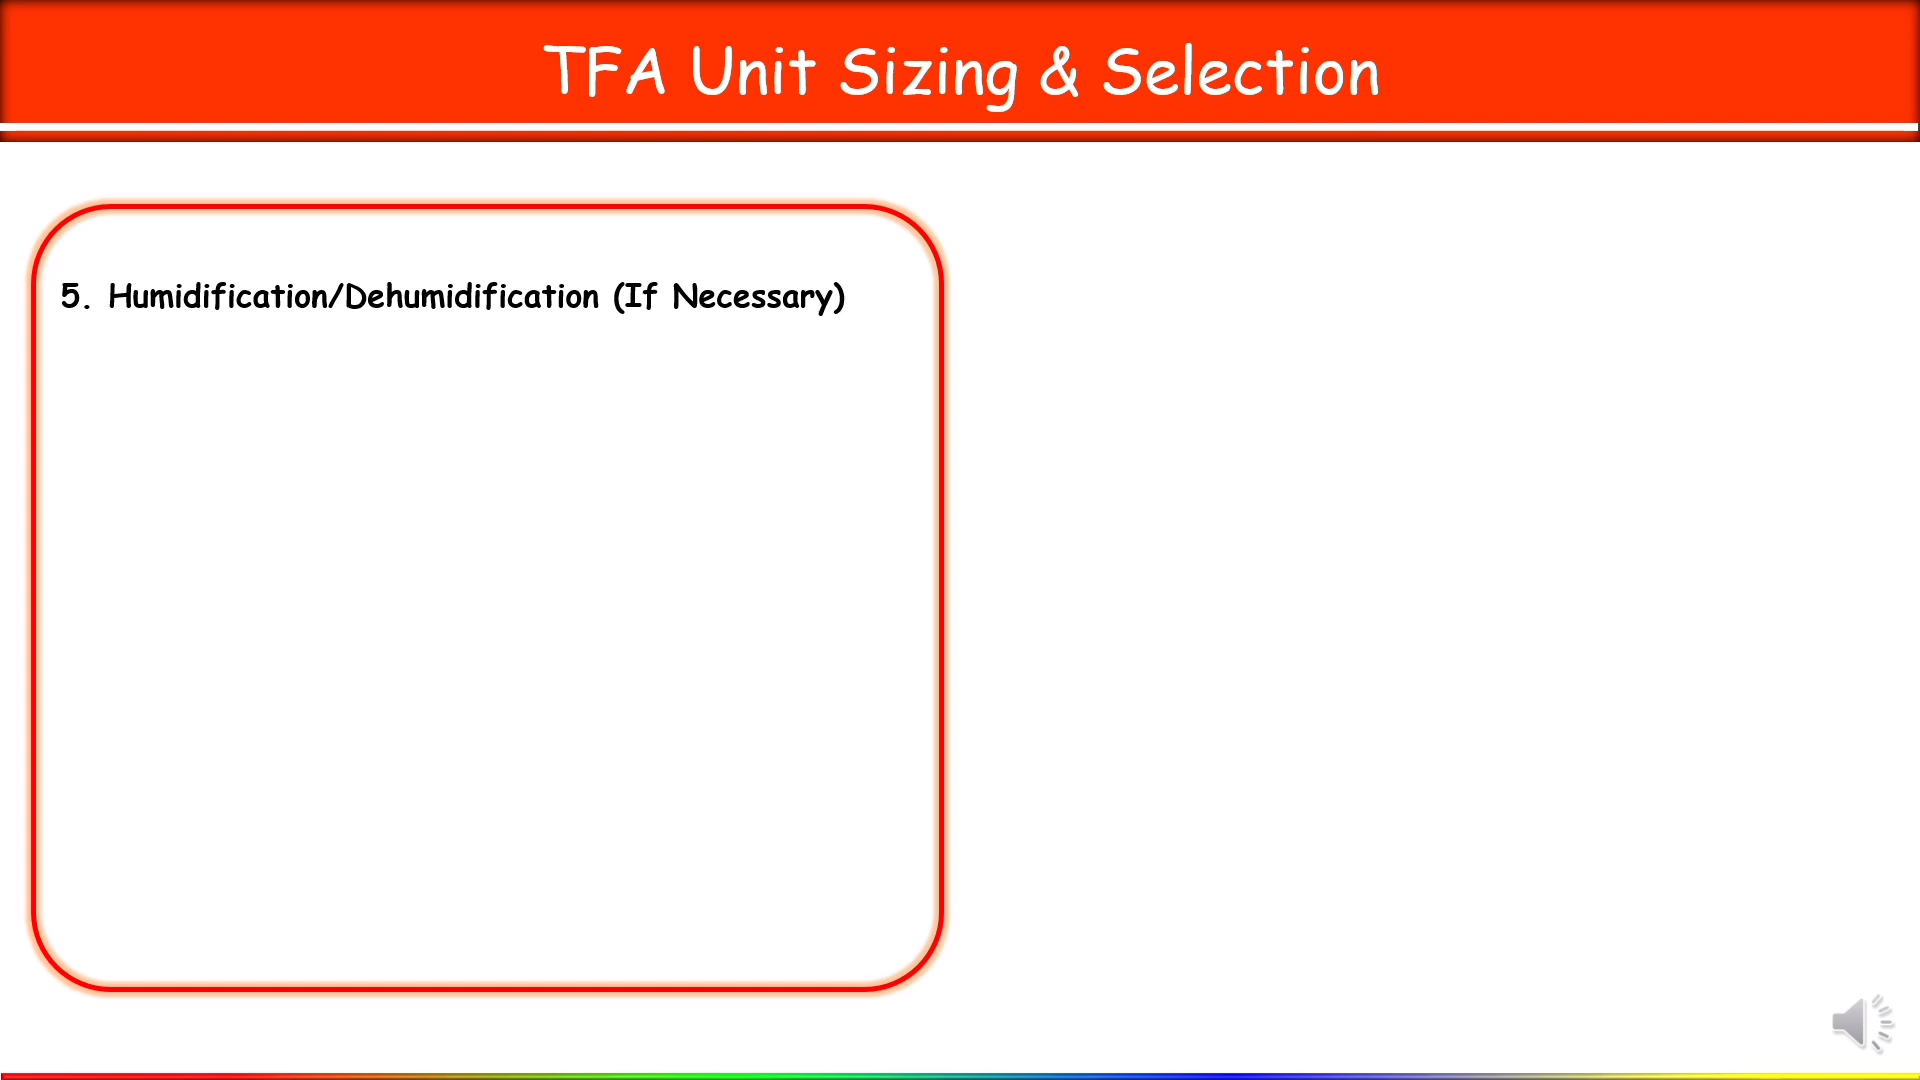 TFA Unit Sizing & Selection
5. Humidification/Dehumidification (If Necessary)